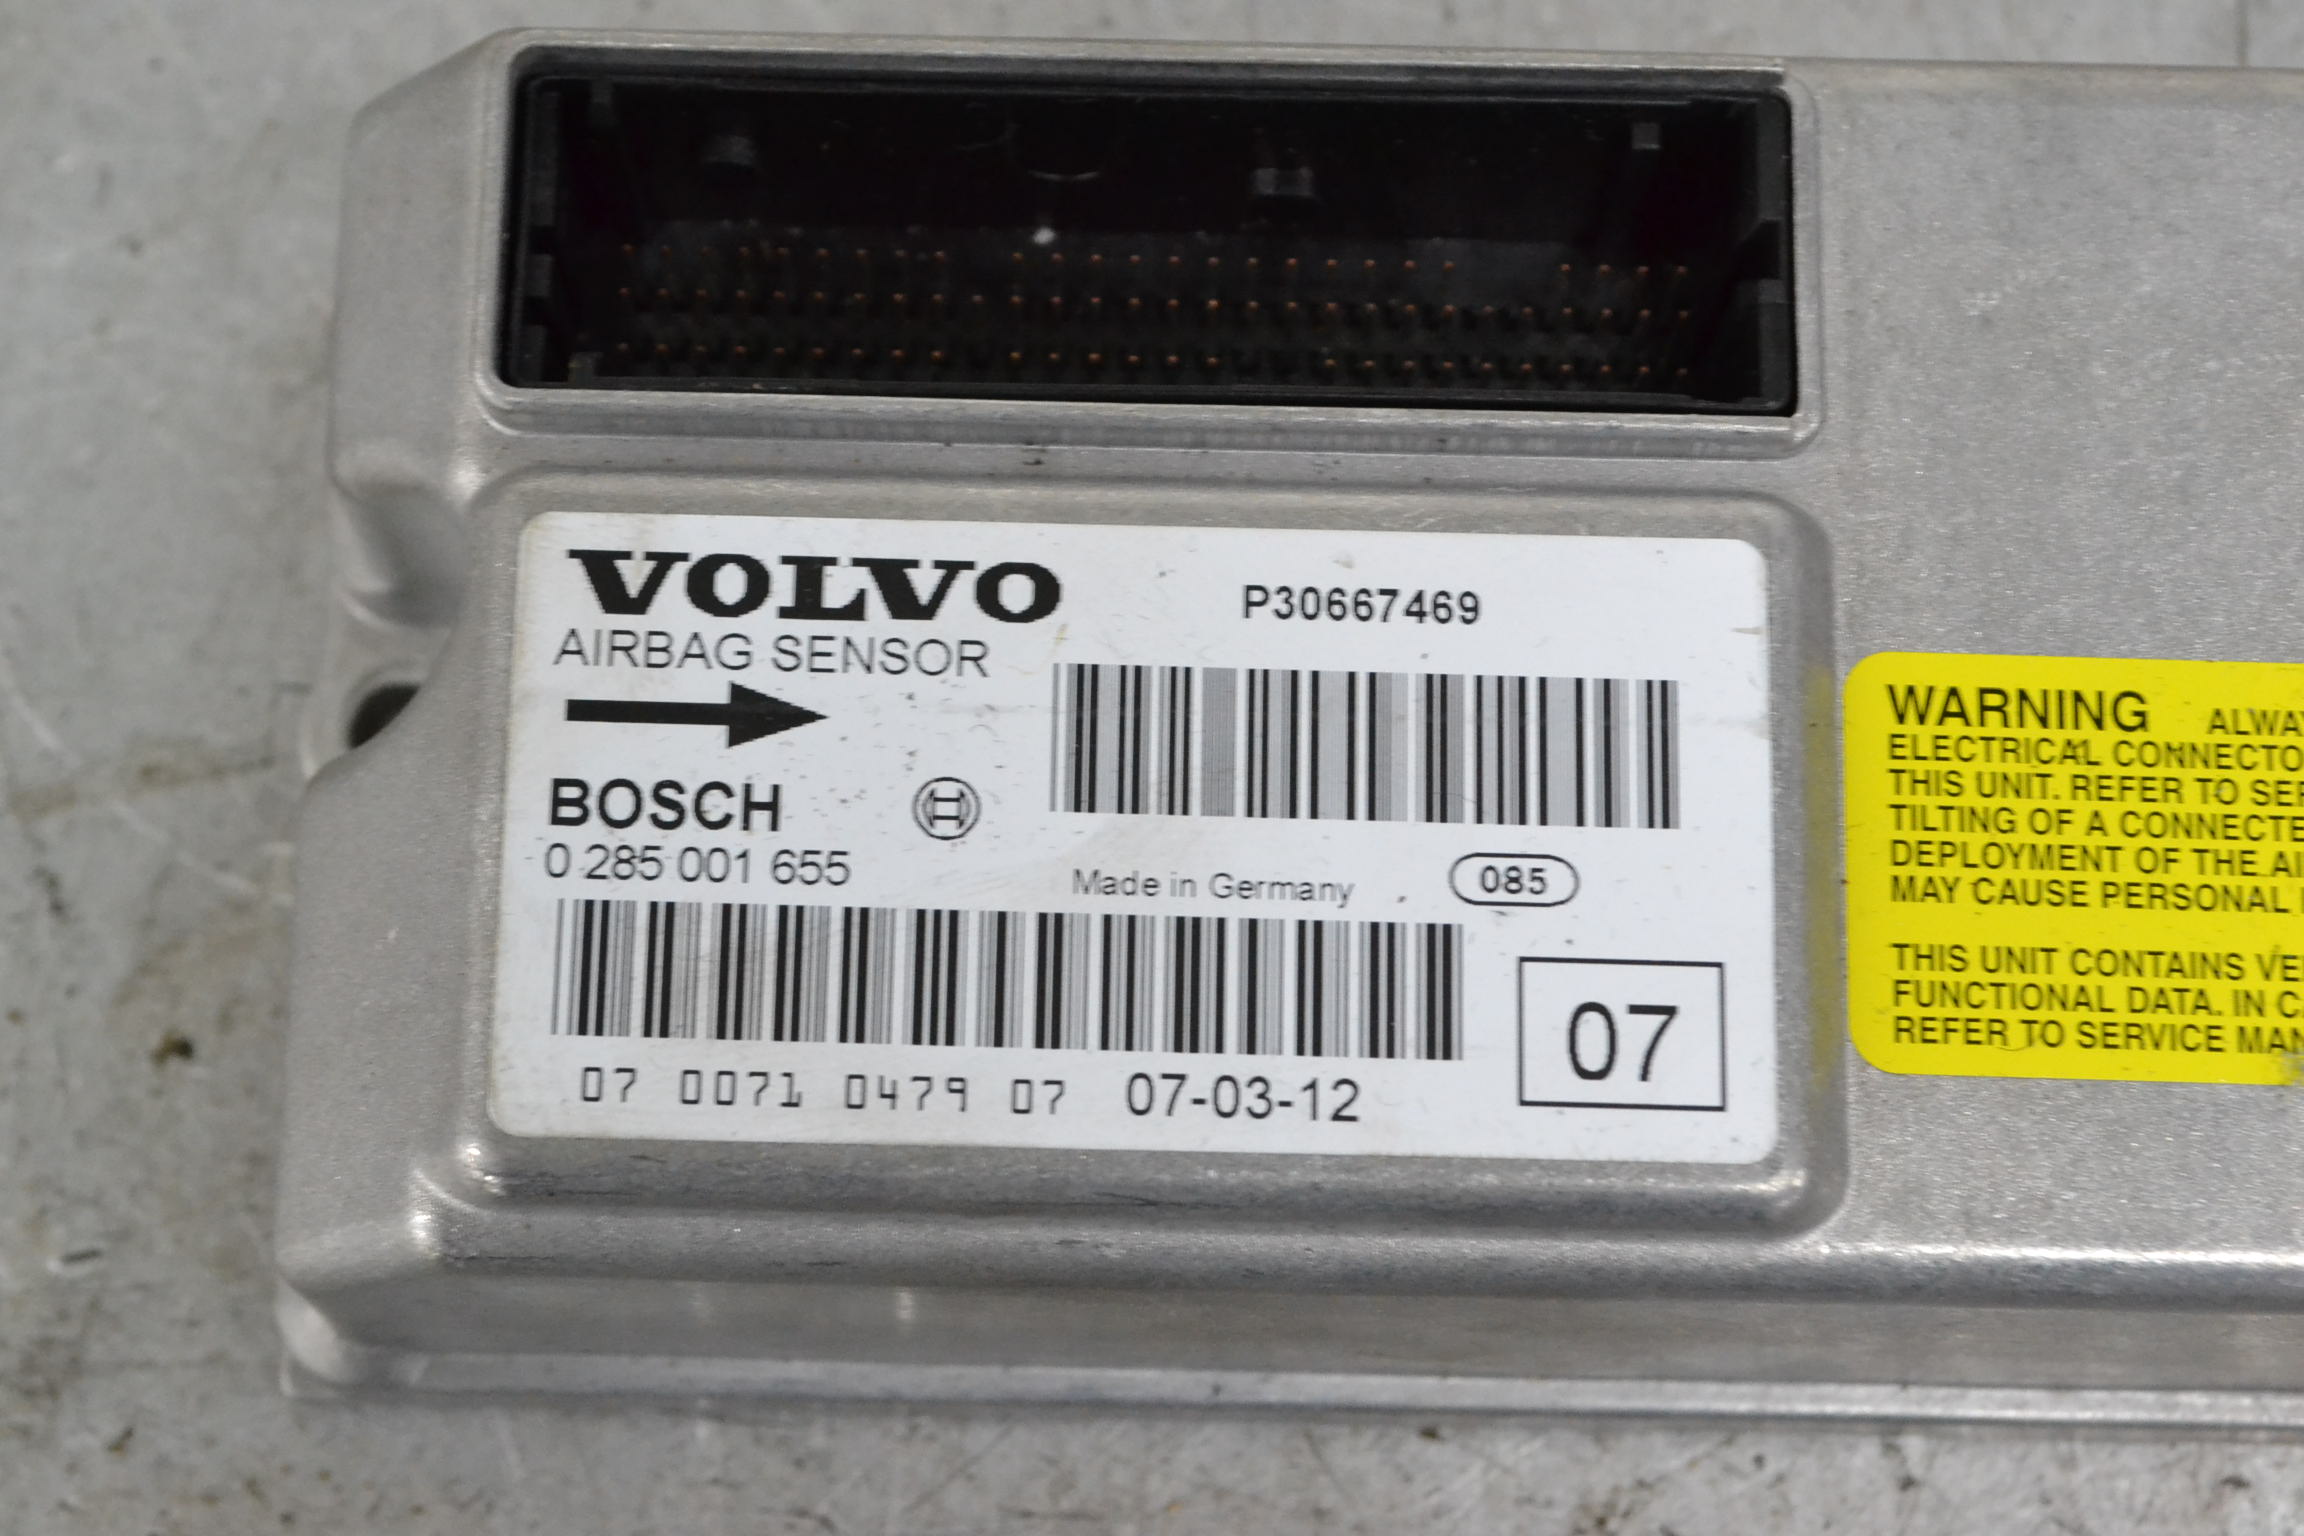 VOLVO
P30667469
AIRBAG SENSOR
BOSCH
0 285 001 655
Made in Germany
085
07 0071 0479 07 07-03-12
07
WARNING
ELECTRICAL
THIS UNIT. REFER TO
TILTING OF A
DEPLOYMENT OF THE
MAY CAUSE PERSONAL
THIS UNIT CONTAINS
FUNCTIONAL DATA. IN
REFER TO SERVICE